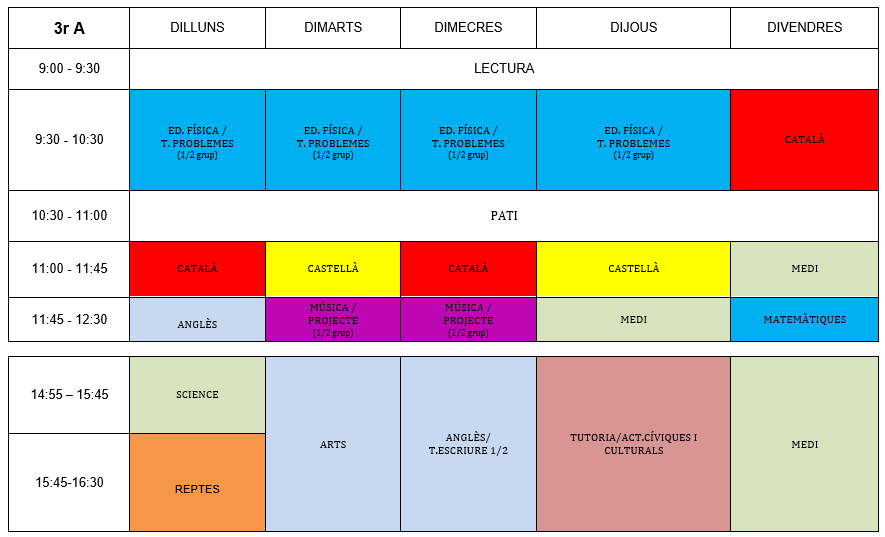 3r A DILLUNS DIMARTS DIMECRES DIJOUS DIVENDRES
9:00 - 9:30 LECTURA
9:30 - 10:30
ED. FÍSICA /
T. PROBLEMES
(1/2 grup)
ED. FÍSICA /
T. PROBLEMES
(1/2 grup)
ED. FÍSICA /
T. PROBLEMES
(1/2 grup)
ED. FÍSICA /
T. PROBLEMES
(1/2 grup)
CATALÀ
10:30 - 11:00 PATI
11:00 - 11:45 CATALÀ CASTELLÀ CATALÀ CASTELLÀ MEDI
11:45 - 12:30
ANGLÈS
MÚSICA /
PROJECTE
(1/2 grup)
MÚSICA /
PROJECTE
(1/2 grup)
MEDI
MATEMÀTIQUES
14:55 – 15:45
SCIENCE
ARTS
ANGLÈS/
T.ESCRIURE 1/2
TUTORIA/ACT.CÍVIQUES I
CULTURALS
MEDI
15:45-16:30
REPTES